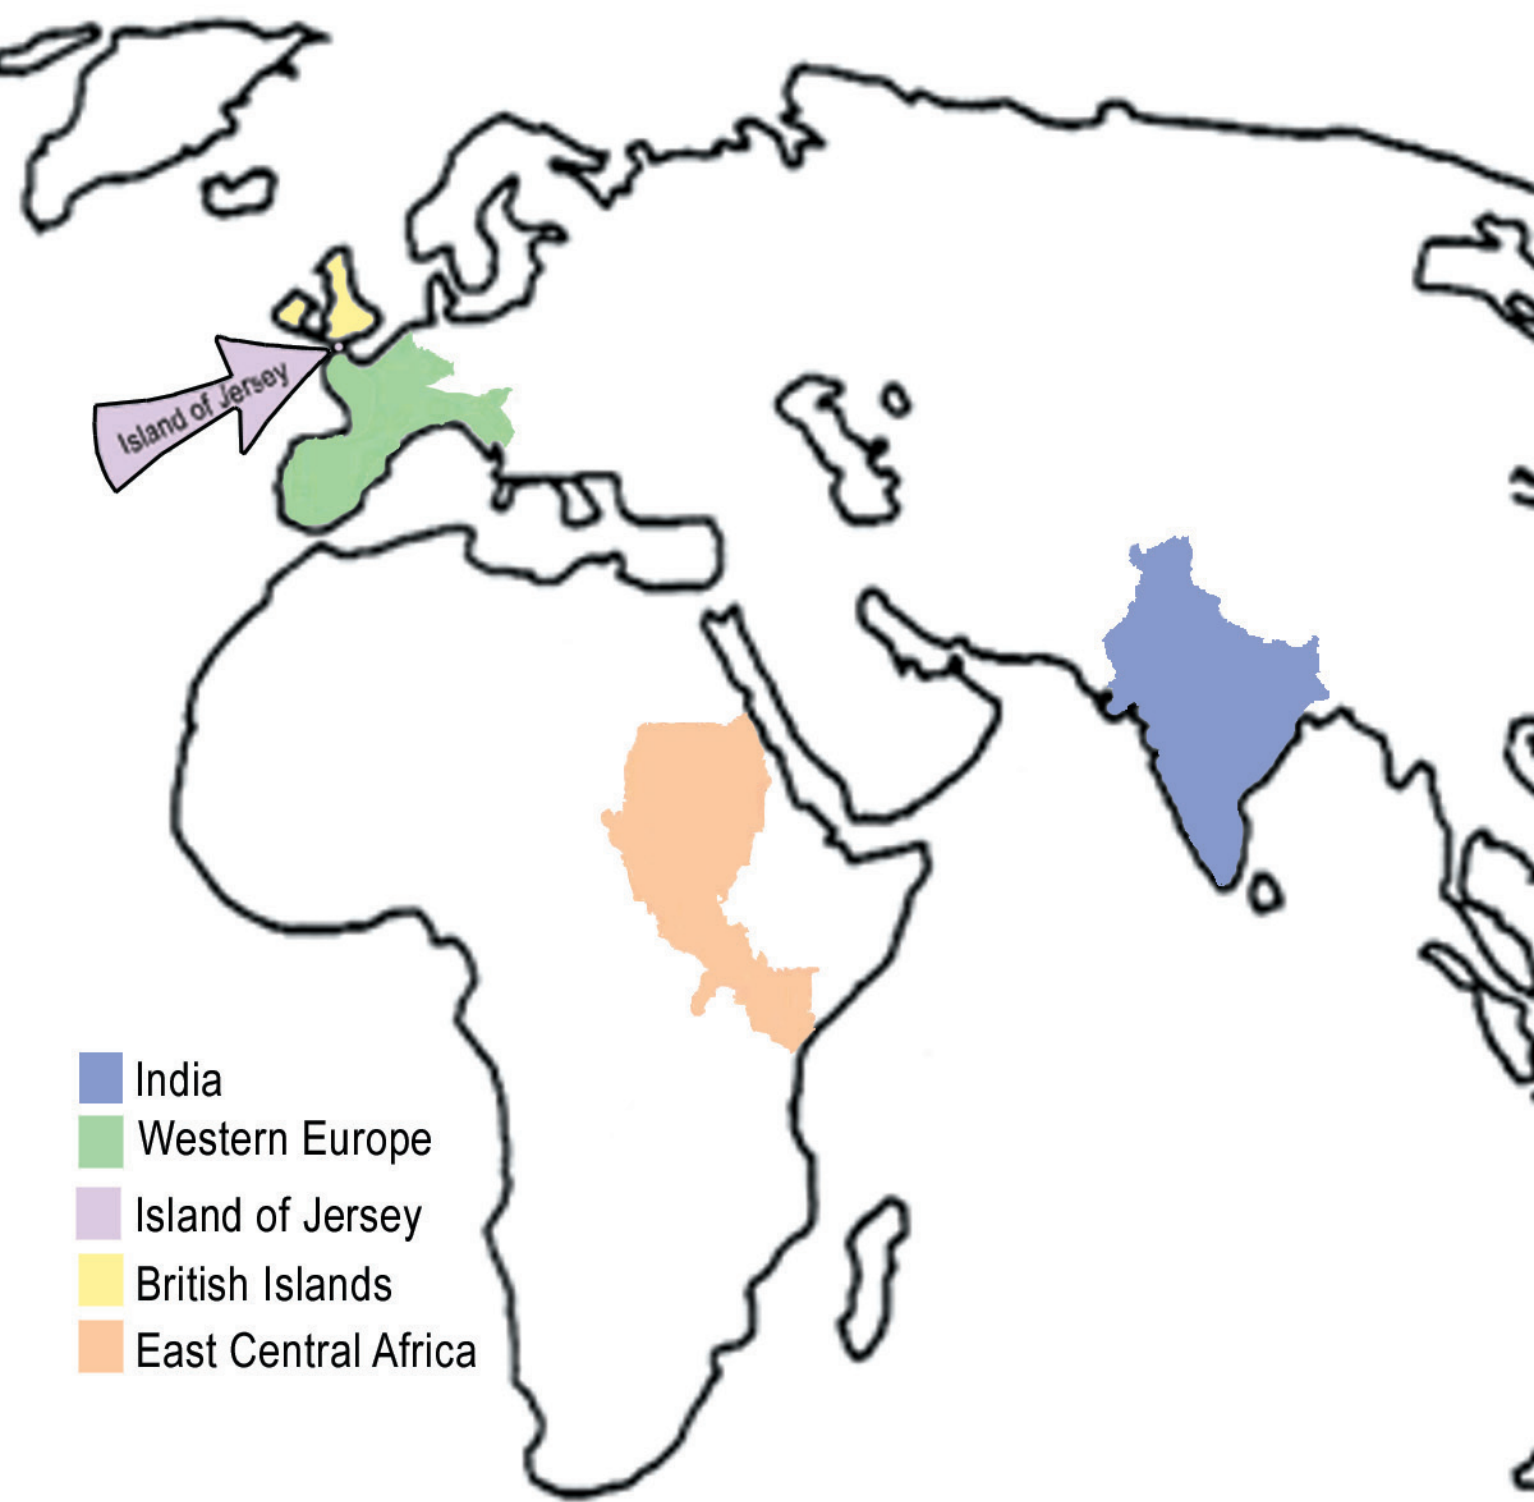 Island of Jersey
India
Western Europe
Island of Jersey
British Islands
East Central Africa